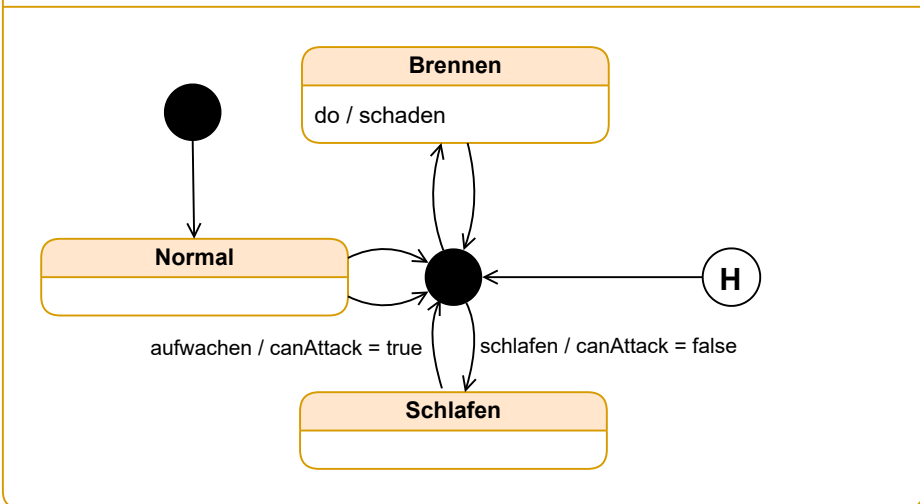 Brennen
do / schaden
Normal
H
aufwachen / canAttack = true
schlafen / canAttack = false
Schlafen